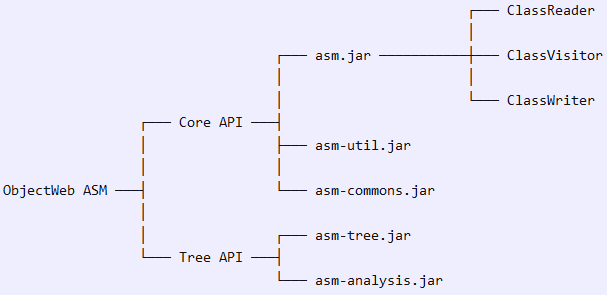 ClassReader
asm.jar
ClassVisitor
ClassWriter
Core API
asm-util.jar
ObjectWeb ASM
asm-commons.jar
asm-tree.jar
Tree API
asm-analysis.jar